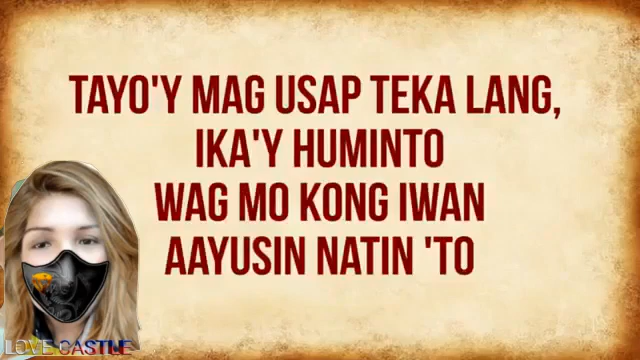 TAYO'Y MAG USAP TEKA LANG,
IKA'Y HUMINTO
WAG MO KONG IWAN
AAYUSIN NATIN 'TO
LOVE CASTLE